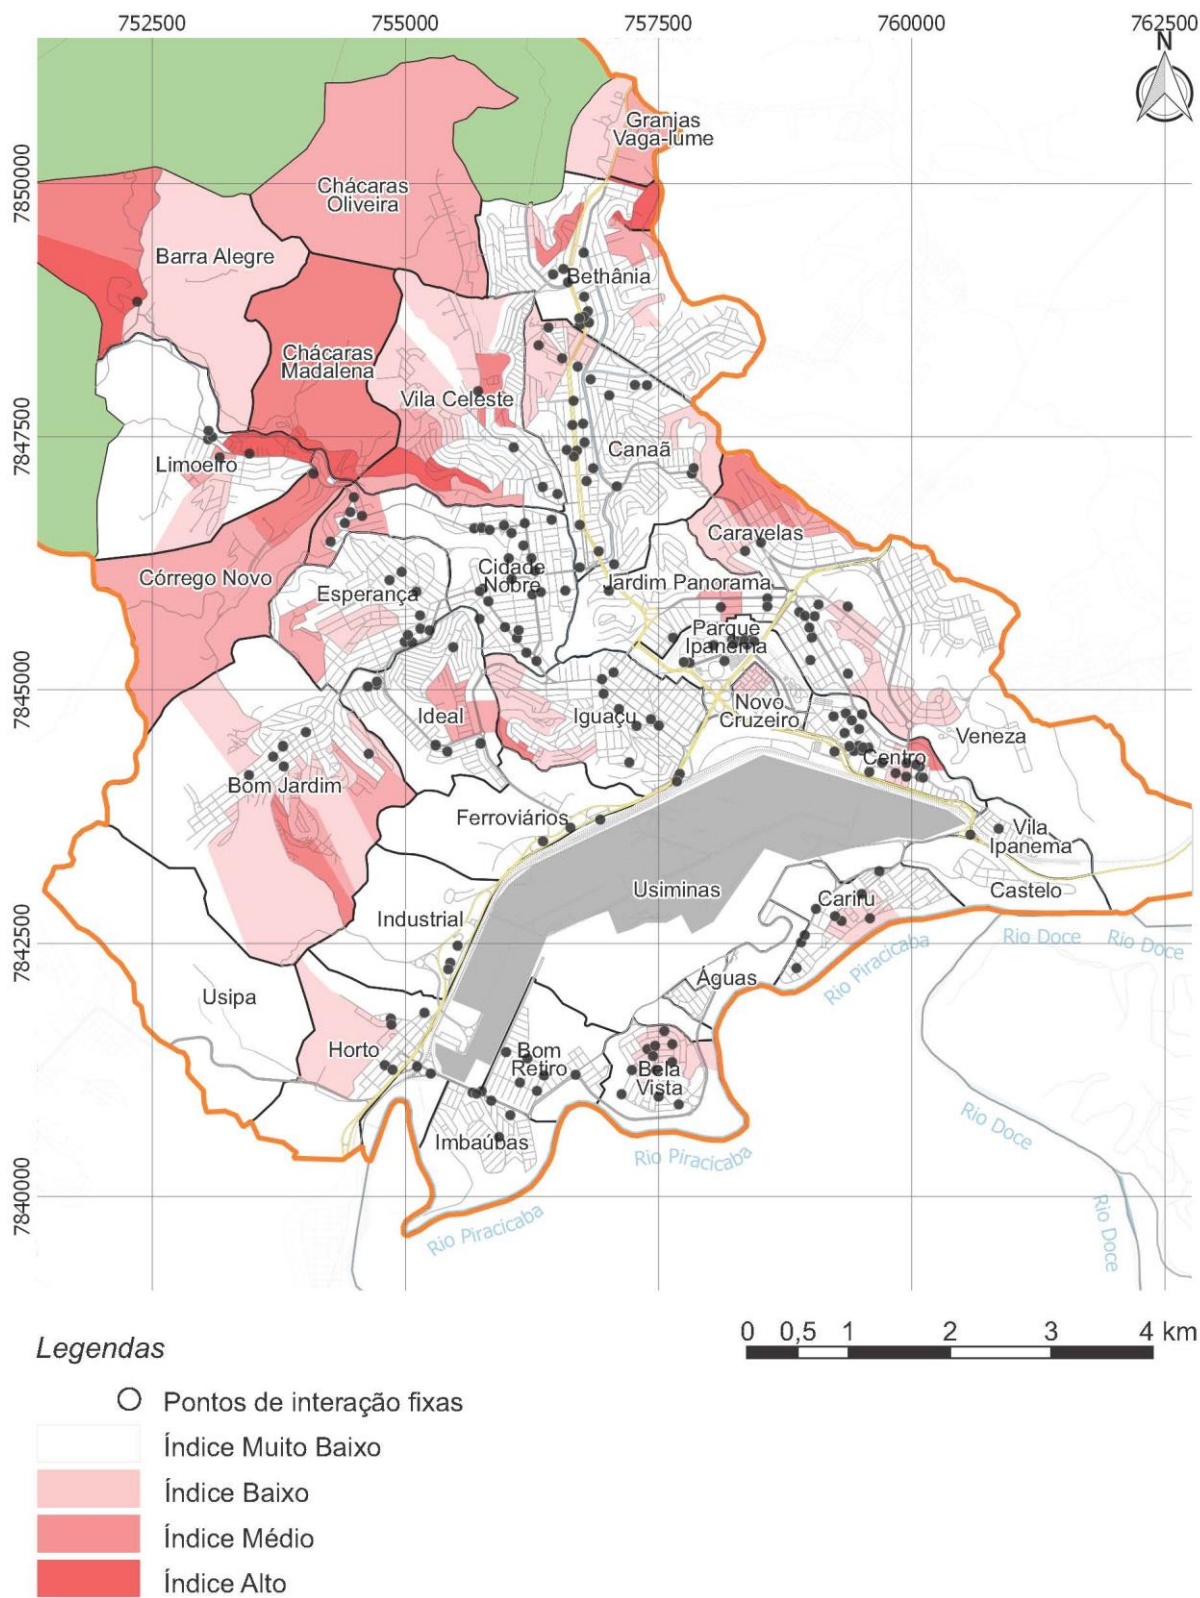 752500
755000
757500
760000
762500
N
Granjas
Vaga-lume
7850000
Chácaras
Oliveira
Barra Alegre
Bethânia
Chácaras
Madalena
Vila Celeste
7847500
Canaã
Limoeiro
Caravelas
Cidade
Nobre
Córrego Novo
Jardim Panorama
Esperança
Parque
Ipanema
7845000
Ideal
Iguaçu
Novo
Cruzeiro
Veneza
Centro
Bom Jardim
Ferroviários
Vila
Ipanema
Usiminas
Cariru
Castelo
Industrial
7842500
Rio Piracicaba
Rio Doce
Rio Doce
Águas
Usipa
Horto
Bom
Retiro
Bela
Vista
Imbaúbas
Rio Piracicaba
Rio Doce
7840000
Rio Piracicaba
Rio Doce
Legendas
0 0,5 1 2 3 4 km
Pontos de interação fixas
Índice Muito Baixo
Índice Baixo
Índice Médio
Índice Alto